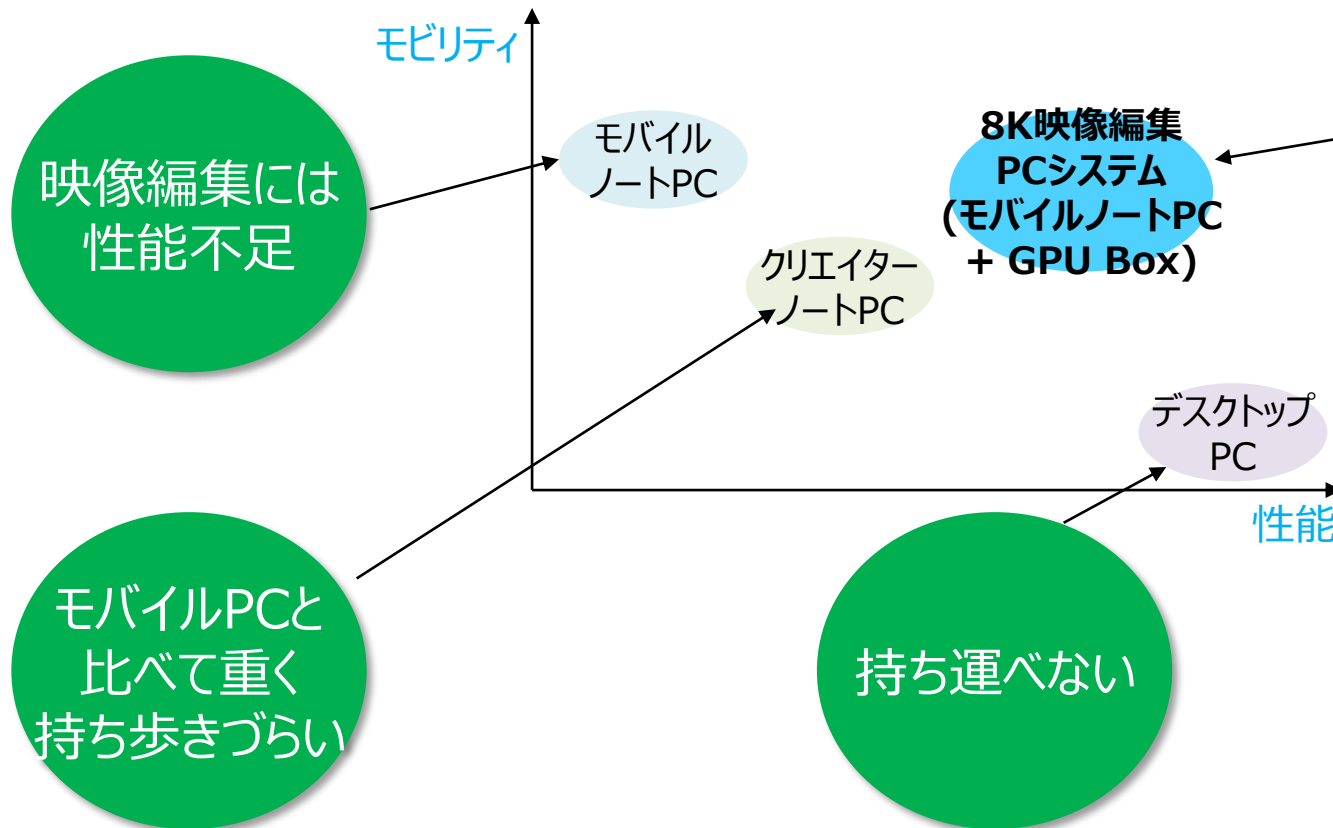 モビリティ
映像編集には
性能不足
モバイル
ノートPC
8K映像編集
PCシステム
(モバイルノートPC
+ GPU Box)
クリエイター
ノートPC
デスクトップ
PC
性能
モバイルPCと
比べて重く
持ち歩きづらい
持ち運べない